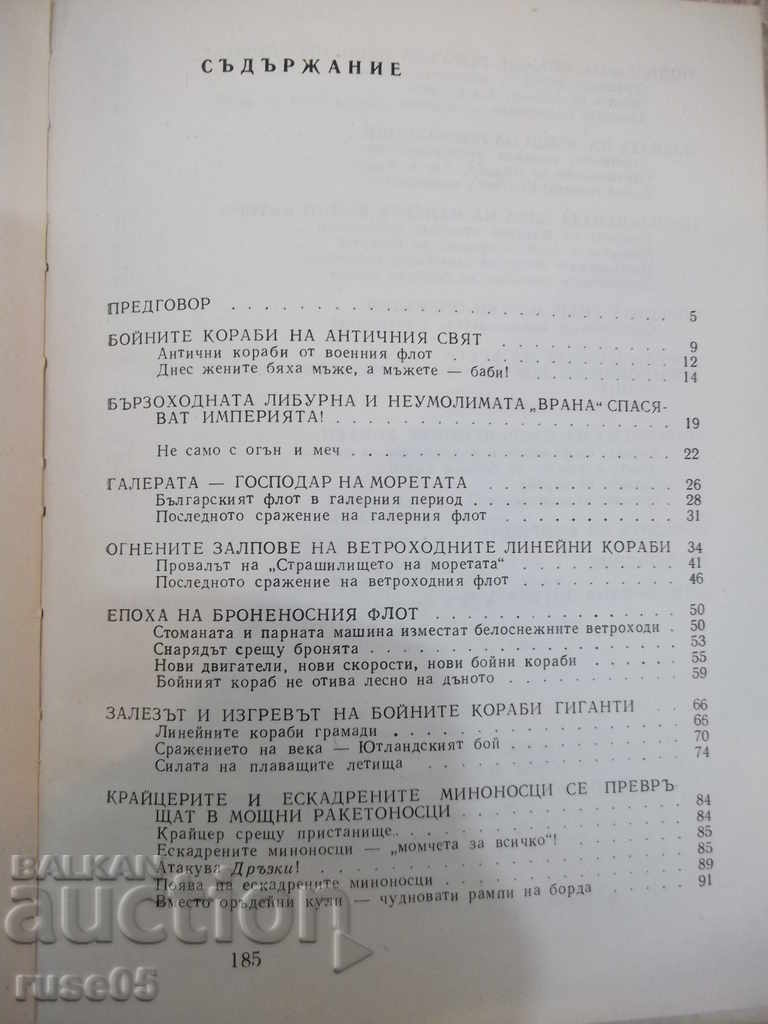 СЪДЪРЖАНИЕ
ПРЕДГОВОР . . . 5
БОЙНИТЕ КОРАБИ НА АНТИЧНИЯ СВЯТ . . . 9
Антични кораби от военния флот . . . 12
Днес жените бяха мъже, а мъжете — баби! . . . 14
БЪРЗОХОДНАТА ЛИБУРНА И НЕУМОЛИМАТА „ВРАНА“ СПАСЯ-
ВАТ ИМПЕРИЯТА! . . . 19
Не само с огън и меч . . . 22
ГАЛЕРАТА — ГОСПОДАР НА МОРЕТАТА . . . 26
Българският флот в галерния период . . . 28
Последното сражение на галерния флот . . . 31
ОГНЕНИТЕ ЗАЛПОВЕ НА ВЕТРОХОДНИТЕ ЛИНЕЙНИ КОРАБИ 34
Провалът на „Страшилището на моретата“ . . . 41
Последното сражение на ветроходния флот . . . 46
ЕПОХА НА БРОНЕНОСНИЯ ФЛОТ . . . 50
Стоманата и парната машина изместат белоснежните ветроходи . 50
Снарядът срещу бронята . . . 53
Нови двигатели, нови скорости, нови бойни кораби . . . 55
Бойният кораб не отива лесно на дъното . . . 59
ЗАЛЕЗЪТ И ИЗГРЕВЪТ НА БОЙНИТЕ КОРАБИ ГИГАНТИ . . 66
Линейните кораби грамади . . . 66
Сражението на века — Ютландският бой . . . 70
Силата на плаващите летища . . . 74
КРАЙЦЕРИТЕ И ЕСКАДРЕНИТЕ МИНОНОСЦИ СЕ ПРЕВРЪ
ЩАТ В МОЩНИ РАКЕТОНОСЦИ . . . 84
Крайцер срещу пристанище . . . 84
Ескадрените миноносци — „момчета за всичко“! . . . 85
Атакува Дръзки! . . . 85
Поява на ескадрените миноносци . . . 89
Вместо оръдейни кули — чудновати рампи на борда . . . 91
185
BALKAN
auction
ruse05